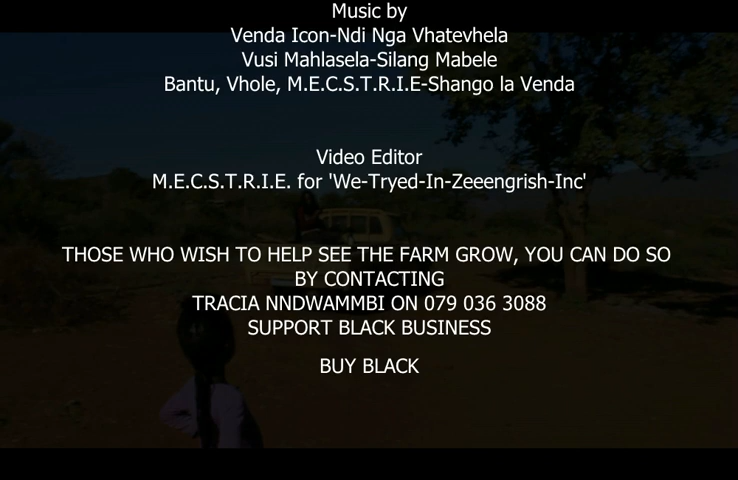 Music by
Venda Icon-Ndi Nga Vhatevhela
Vusi Mahlasela-Silang Mabele
Bantu, Vhole, M.E.C.S.T.R.I.E-Shango la Venda
Video Editor
M.E.C.S.T.R.I.E. for 'We-Tryed-In-Zeeengrish-Inc'
THOSE WHO WISH TO HELP SEE THE FARM GROW, YOU CAN DO SO
BY CONTACTING
TRACIA NNDWAMMBI ON 079 036 3088
SUPPORT BLACK BUSINESS
BUY BLACK